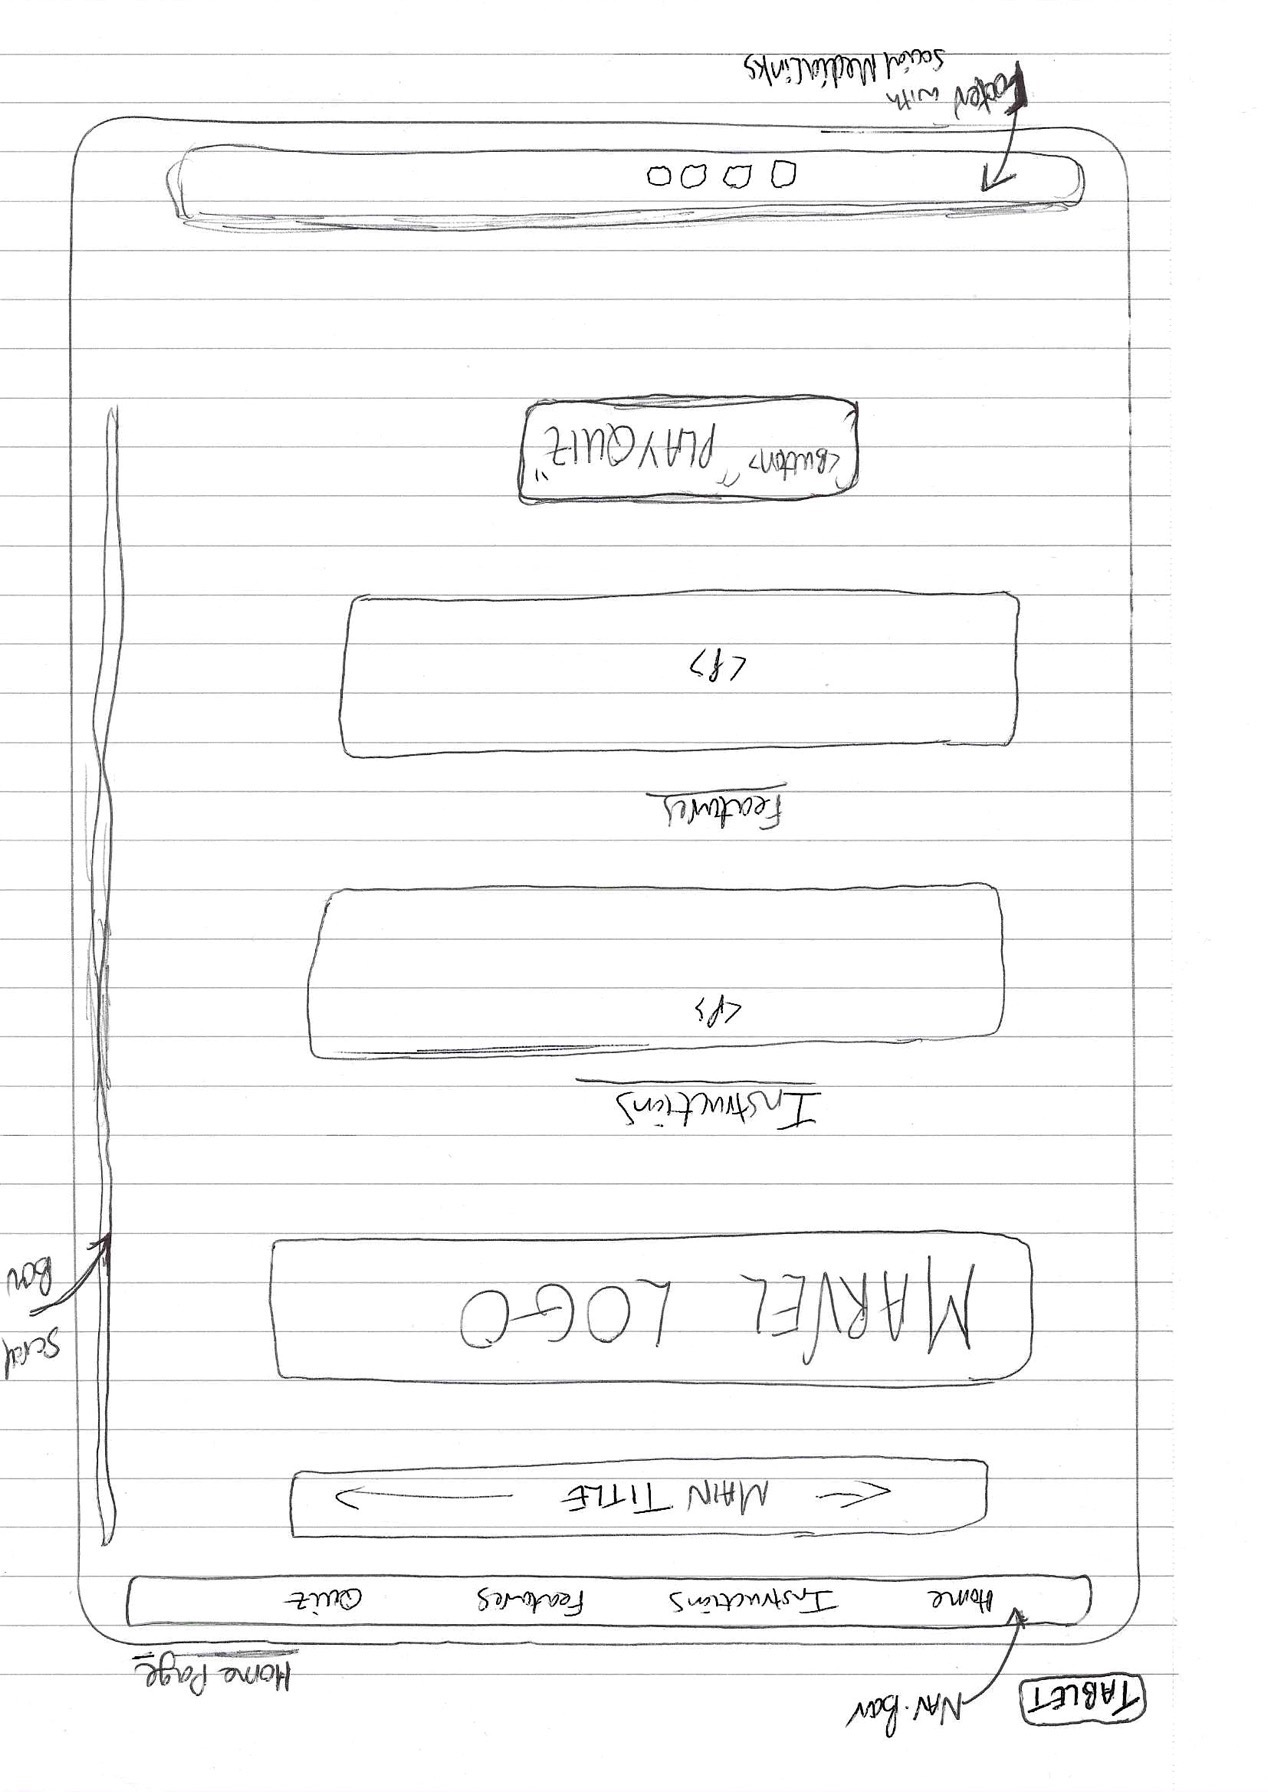 TABLET
NAV.Bar
Home Page
Home Instructions Features Quiz
MAIN TITLE
MARVEL LOGO
Scroll
Bar
Instructions
<P>
Features
<P>
<Button> "PLAY QUIZ"
Footer with
Social Media Links